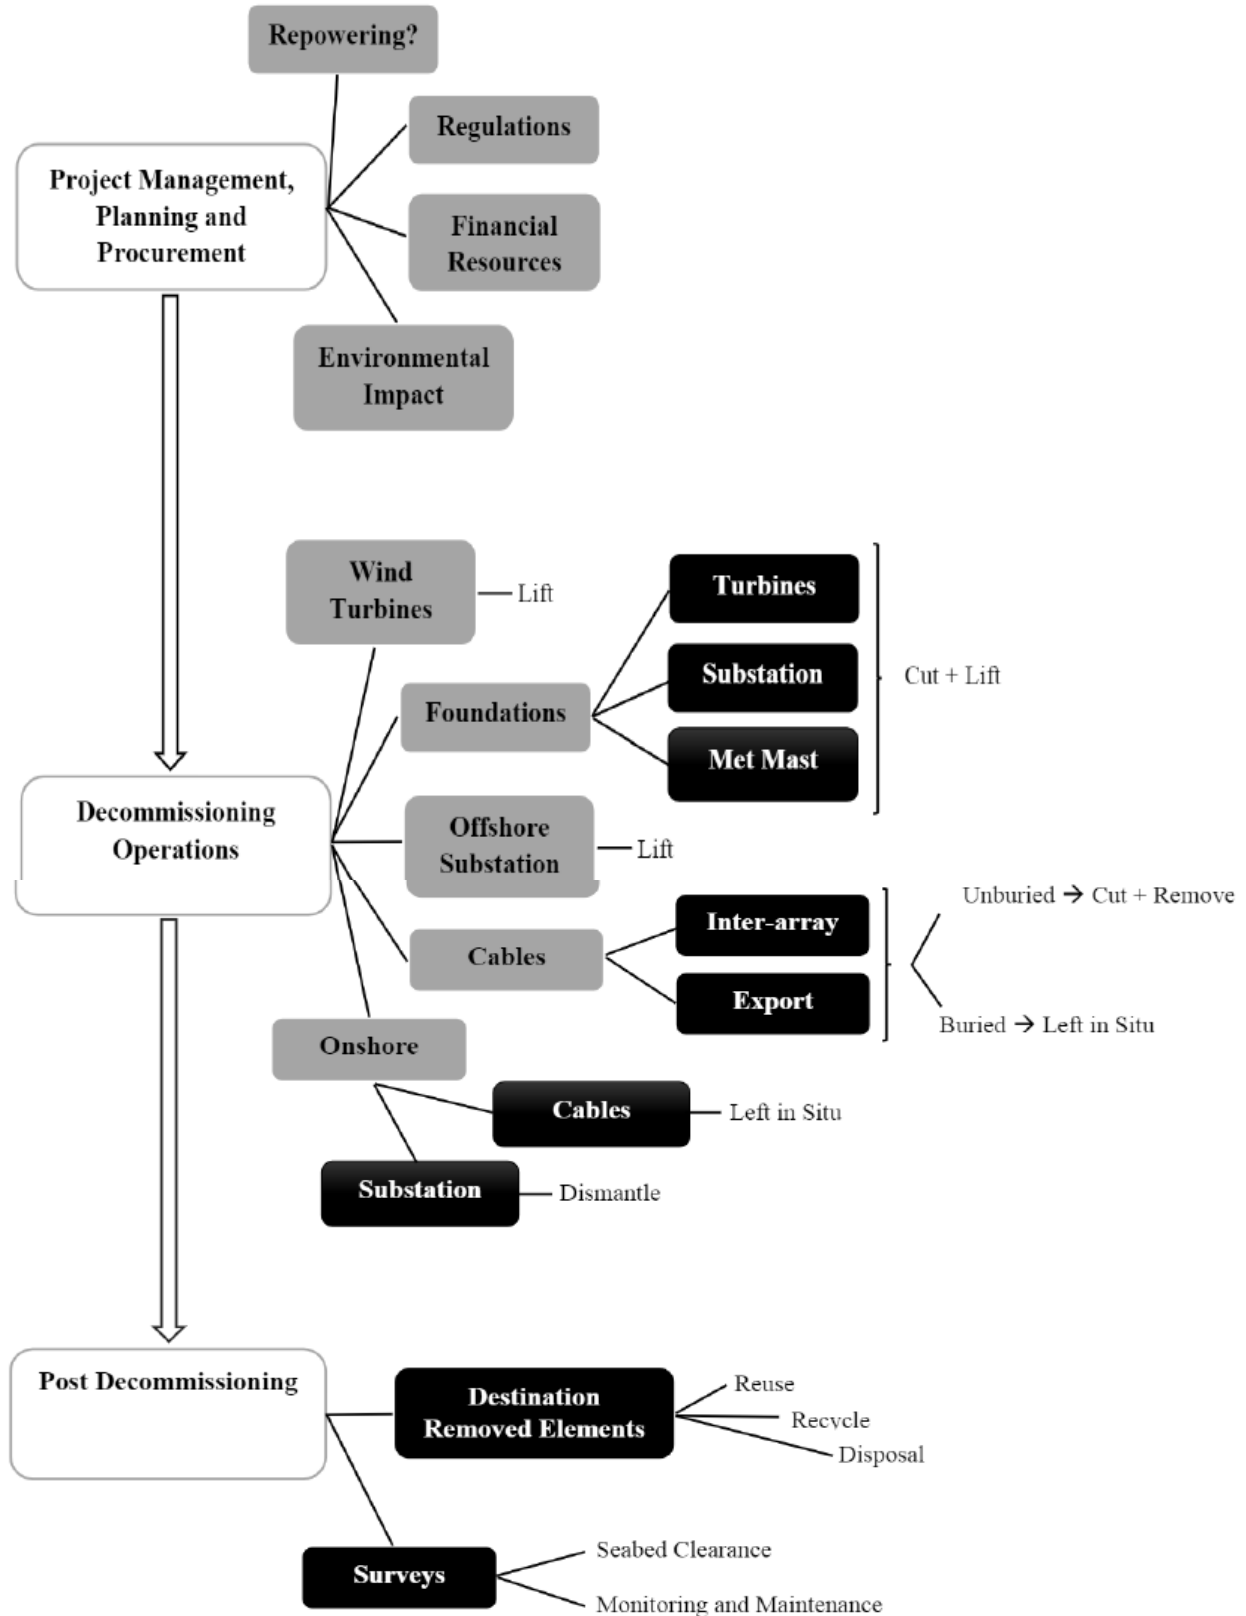 Repowering?
Regulations
Project Management,
Planning and
Procurement
Financial
Resources
Environmental
Impact
Wind
Turbines
Lift
Turbines
Substation
Met Mast
Cut + Lift
Foundations
Decommissioning
Operations
Offshore
Substation
Lift
Cables
Inter-array
Export
Unburied → Cut + Remove
Buried → Left in Situ
Onshore
Cables
Left in Situ
Substation
Dismantle
Post Decommissioning
Destination
Removed Elements
Reuse
Recycle
Disposal
Surveys
Seabed Clearance
Monitoring and Maintenance